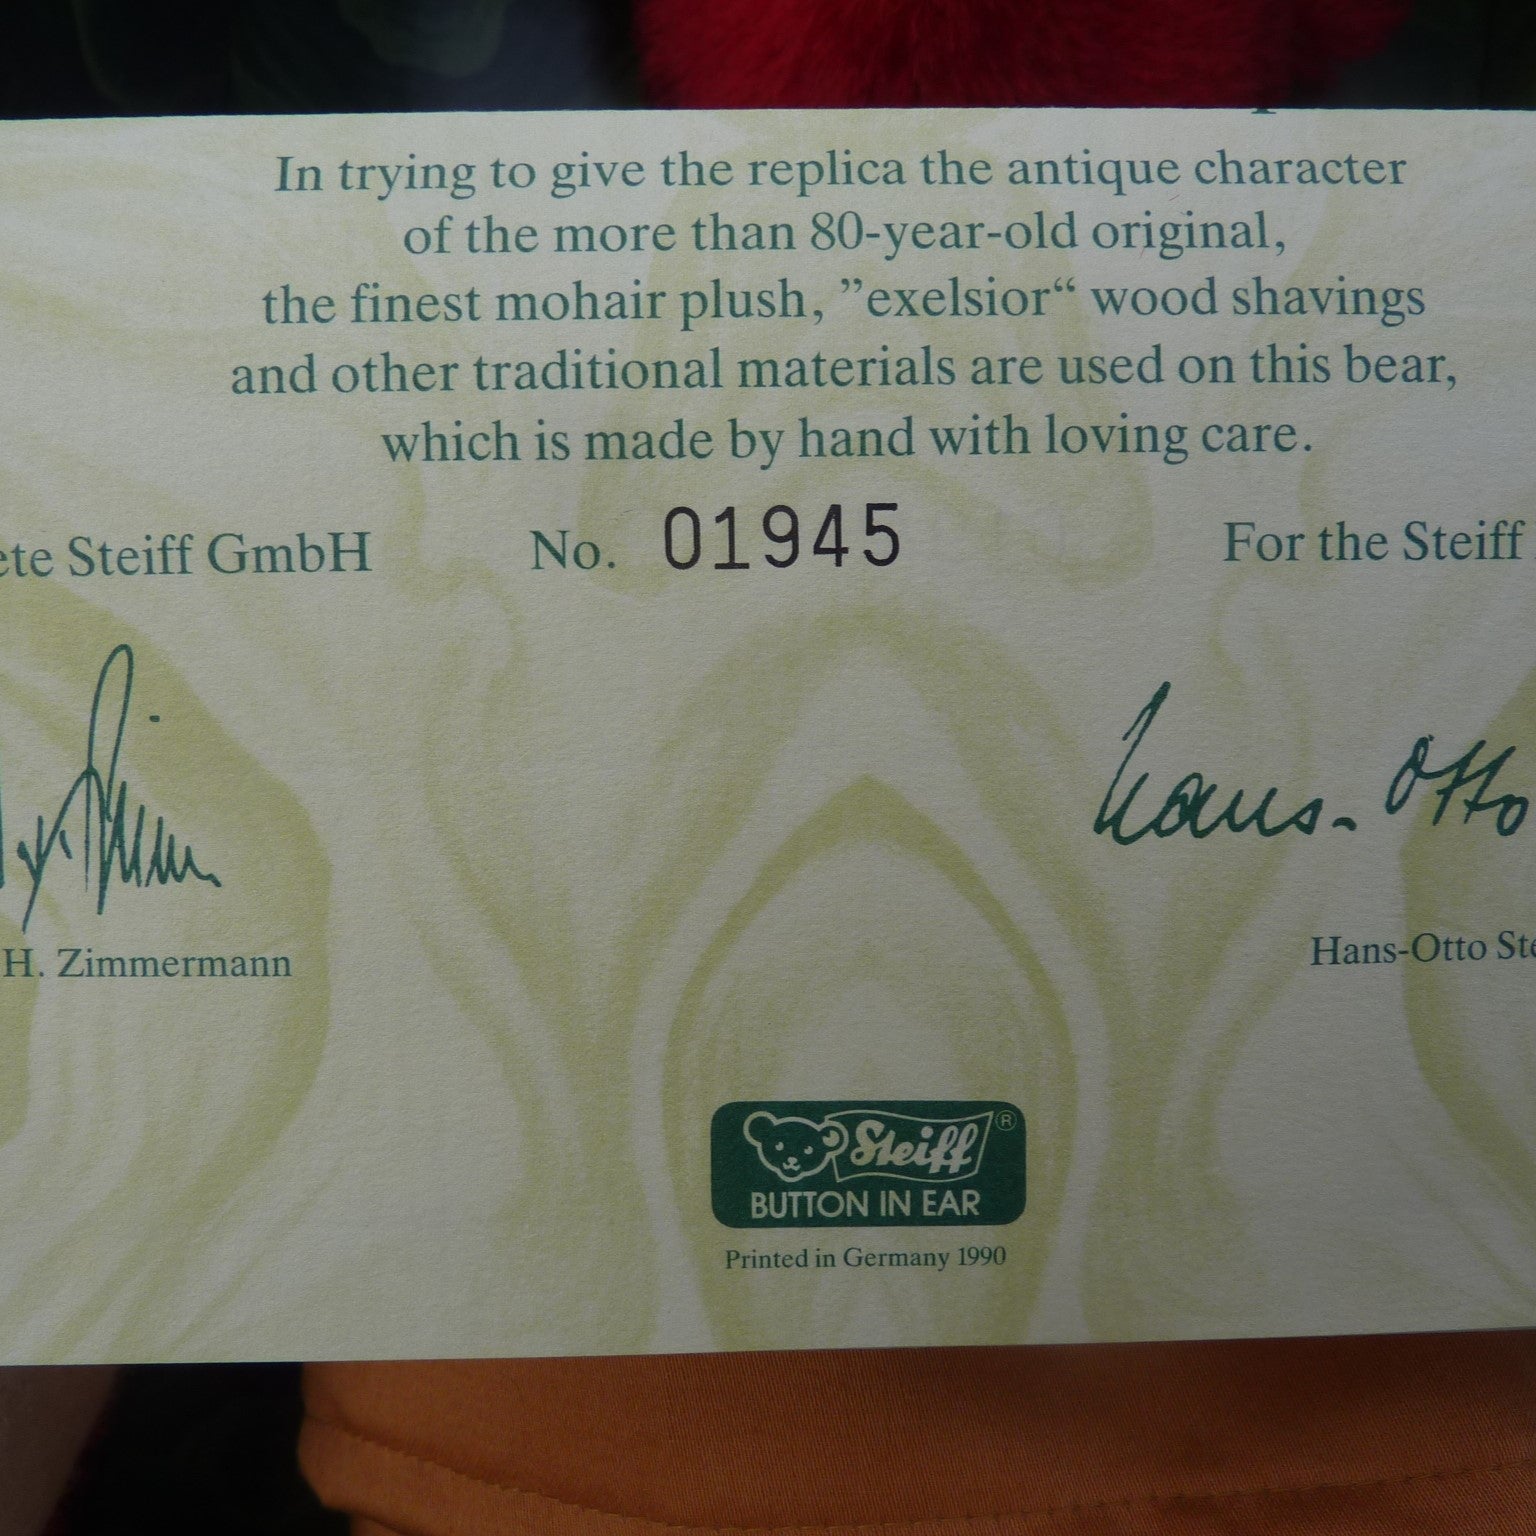 In trying to give the replica the antique character
of the more than 80-year-old original,
the finest mohair plush, ”exelsior“ wood shavings
and other traditional materials are used on this bear,
which is made by hand with loving care.
ete Steiff GmbH No. 01945 For the Steiff
Hans-Otto
H. Zimmermann Hans-Otto Ste
Steiff ®
BUTTON IN EAR
Printed in Germany 1990